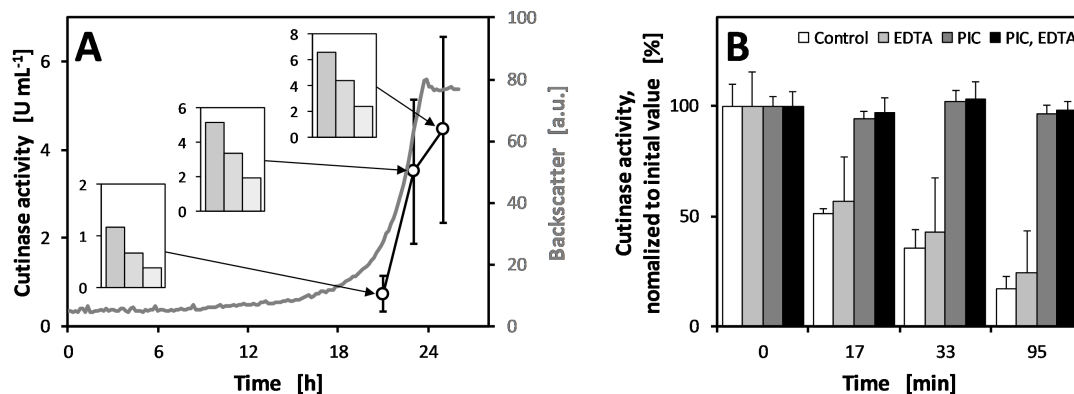 A
Cutinase activity [U mL⁻¹]
6
4
2
0
100
80
60
40
20
0
Backscatter [a.u.]
8
6
4
2
0
6
4
2
0
2
1
0
0 6 12 18 24
Time [h]
B
Control EDTA PIC PIC, EDTA
Cutinase activity,
nomalized to inital value [%]
100
50
0
0 17 33 95
Time [min]